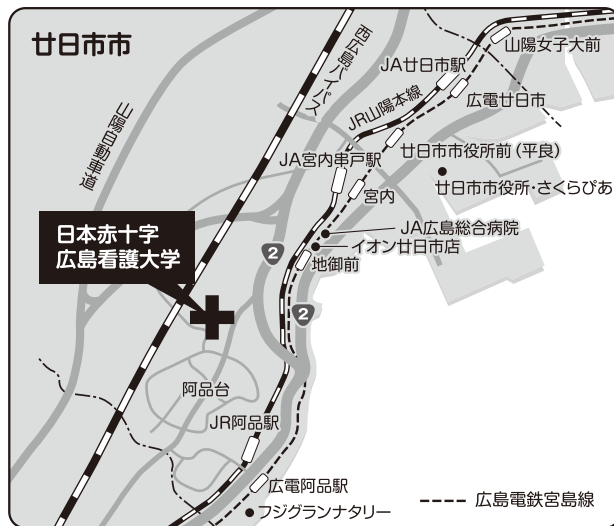 廿日市市
山陽自動車道
西広島バイパス
山陽女子大前
JA廿日市駅
広電廿日市
JR山陽本線
JA宮内串戸駅
廿日市市役所前（平良）
廿日市市役所・さくらぴあ
宮内
JA広島総合病院
イオン廿日市店
地御前
2
2
日本赤十字
広島看護大学
阿品台
JR阿品駅
広電阿品駅
フジグランナタリー
広島電鉄宮島線